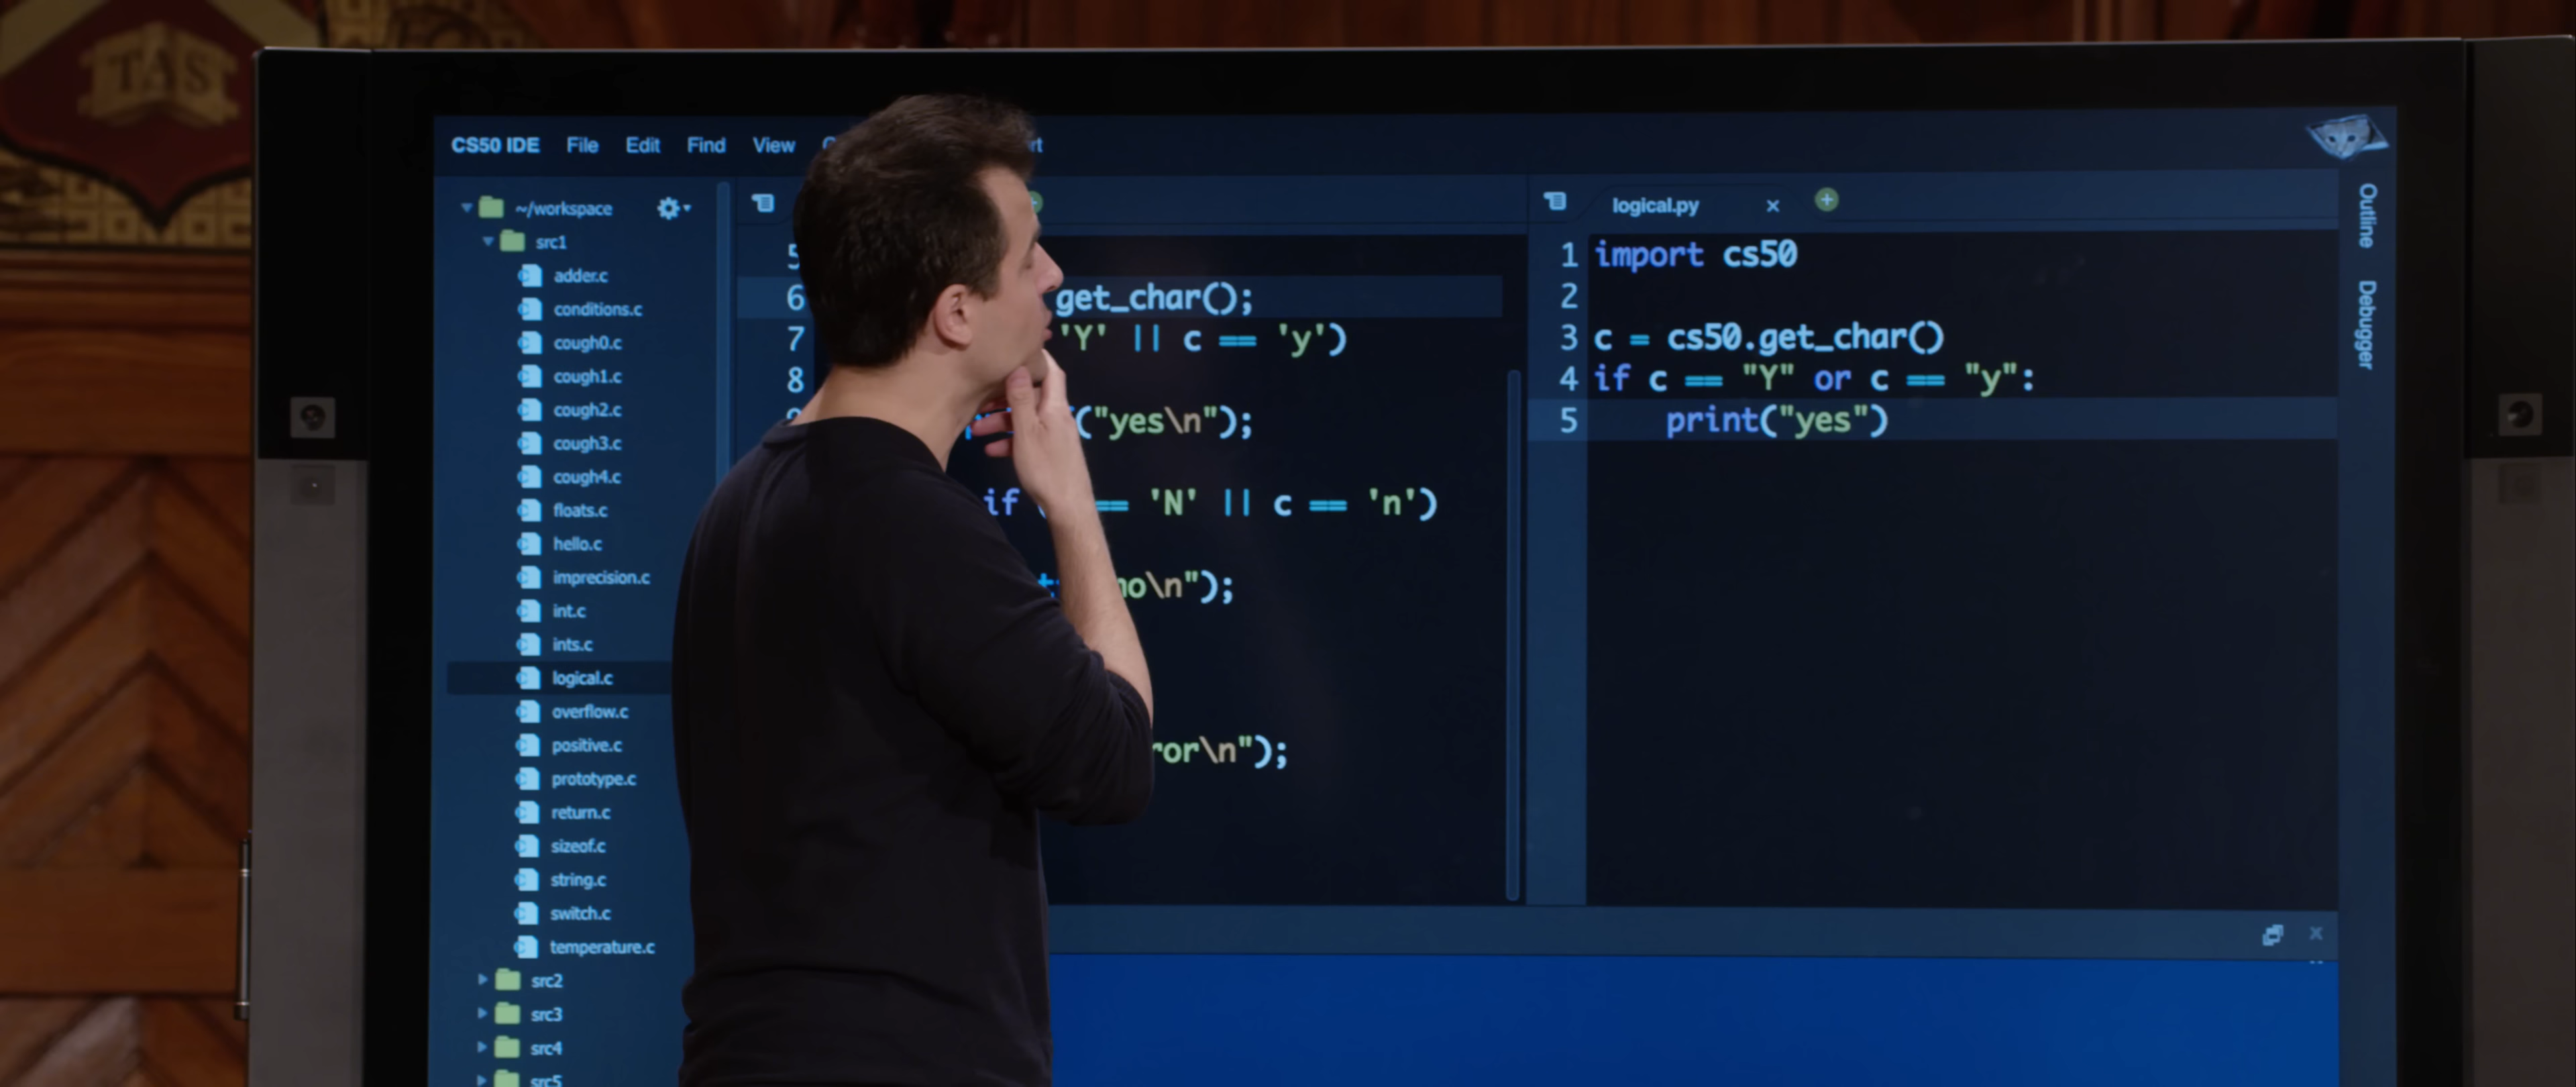 TAS
CS50 IDE File Edit Find View
~/workspace
src1
adder.c
conditions.c
cough0.c
cough1.c
cough2.c
cough3.c
cough4.c
floats.c
hello.c
imprecision.c
int.c
ints.c
logical.c
overflow.c
positive.c
prototype.c
return.c
sizeof.c
string.c
switch.c
temperature.c
src2
src3
src4
src5
5
6 get_char();
7 'Y' || c == 'y')
8
("yes\n");
if == 'N' || c == 'n')
\n");
\n");
logical.py ×
1 import cs50
2
3 c = cs50.get_char()
4 if c == "Y" or c == "y":
5 print("yes")
Outline
Debugger